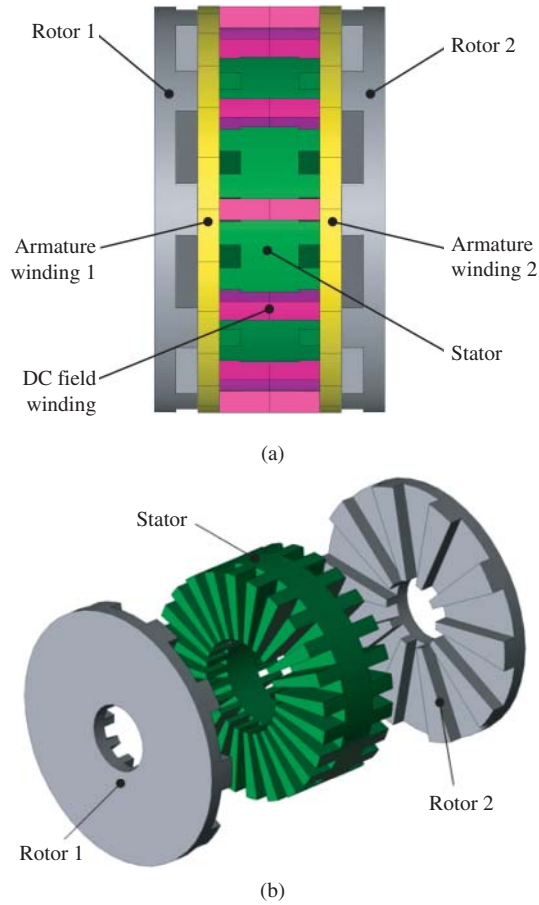 Rotor 1
Rotor 2
Armature
winding 1
Armature
winding 2
DC field
winding
Stator
(a)
Stator
Rotor 1
Rotor 2
(b)